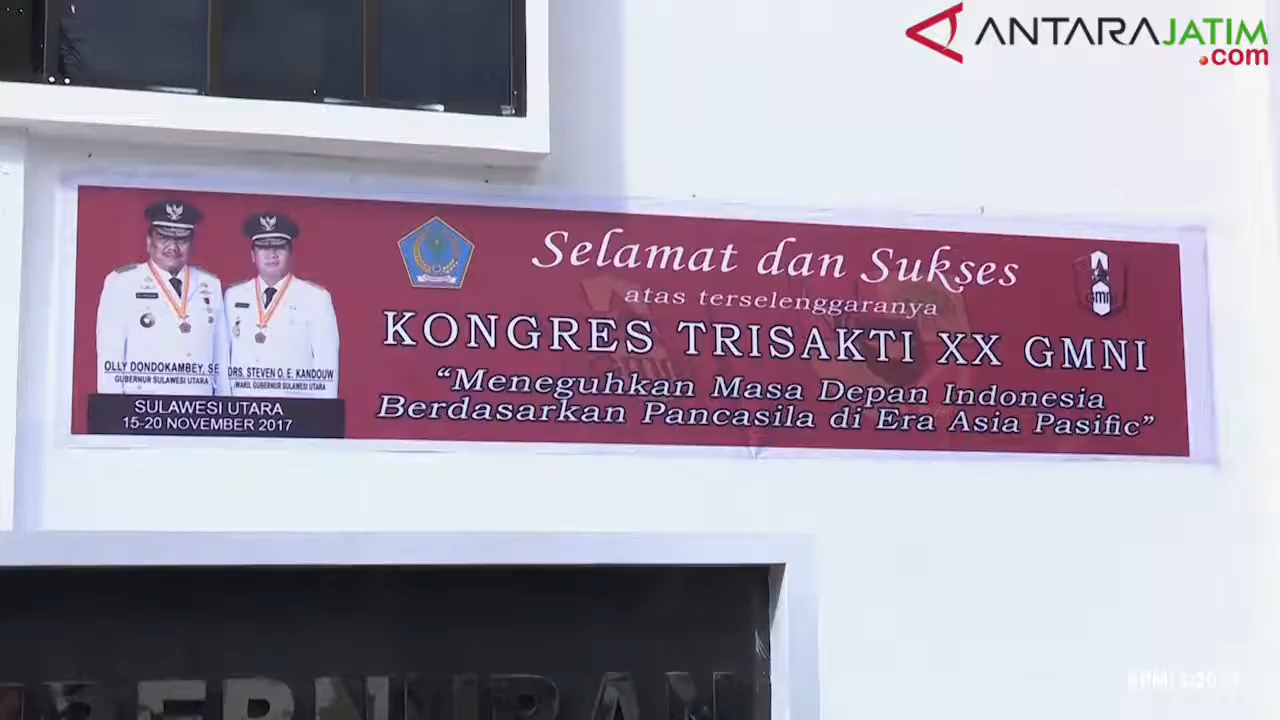 ANTARAJATIM
.com
Selamat dan Sukses
atas terselenggaranya
KONGRES TRISAKTI XX GMNI
“Meneguhkan Masa Depan Indonesia
Berdasarkan Pancasila di Era Asia Pasific”
gmni
OLLY DONDOKAMBEY, SE
GUBERNUR SULAWESI UTARA
DRS. STEVEN O. E. KANDOUW
WAKIL GUBERNUR SULAWESI UTARA
SULAWESI UTARA
15-20 NOVEMBER 2017